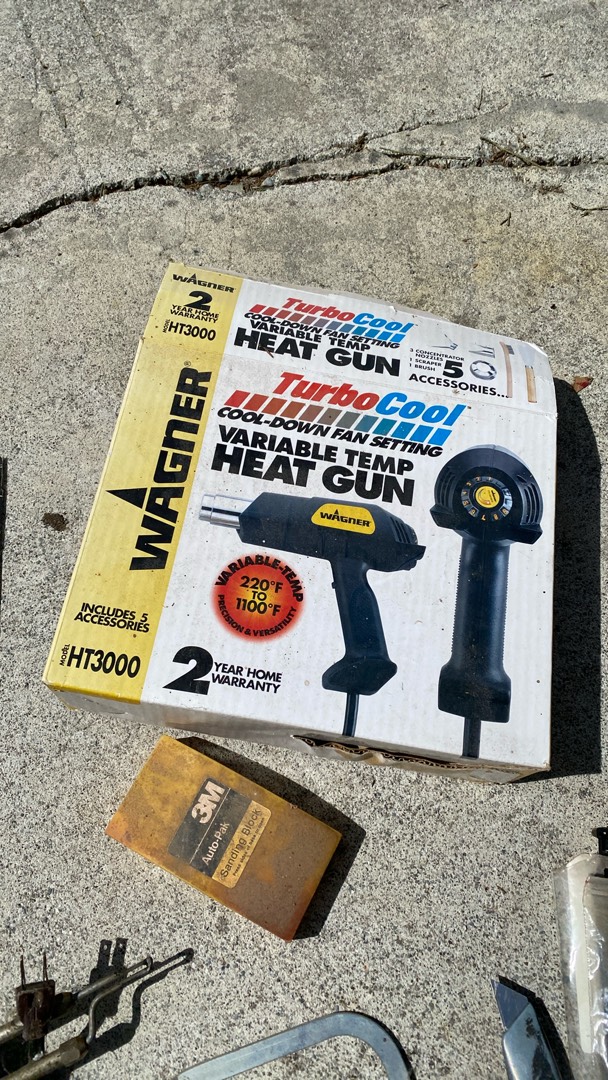 WAGNER
2
YEAR HOME
WARRANTY
MODEL HT3000
TurboCool
COOL-DOWN FAN SETTING
VARIABLE TEMP
HEAT GUN
3 CONCENTRATOR
NOZZLES
1 SCRAPER
1 BRUSH
5
ACCESSORIES...
WAGNER®
INCLUDES 5
ACCESSORIES
MODEL HT3000
TurboCool™
COOL-DOWN FAN SETTING
VARIABLE TEMP
HEAT GUN
WAGNER
VARIABLE-TEMP
220°F
TO
1100°F
PRECISION & VERSATILITY
2 YEAR HOME
WARRANTY
3M
Auto-Pak
Sanding Block